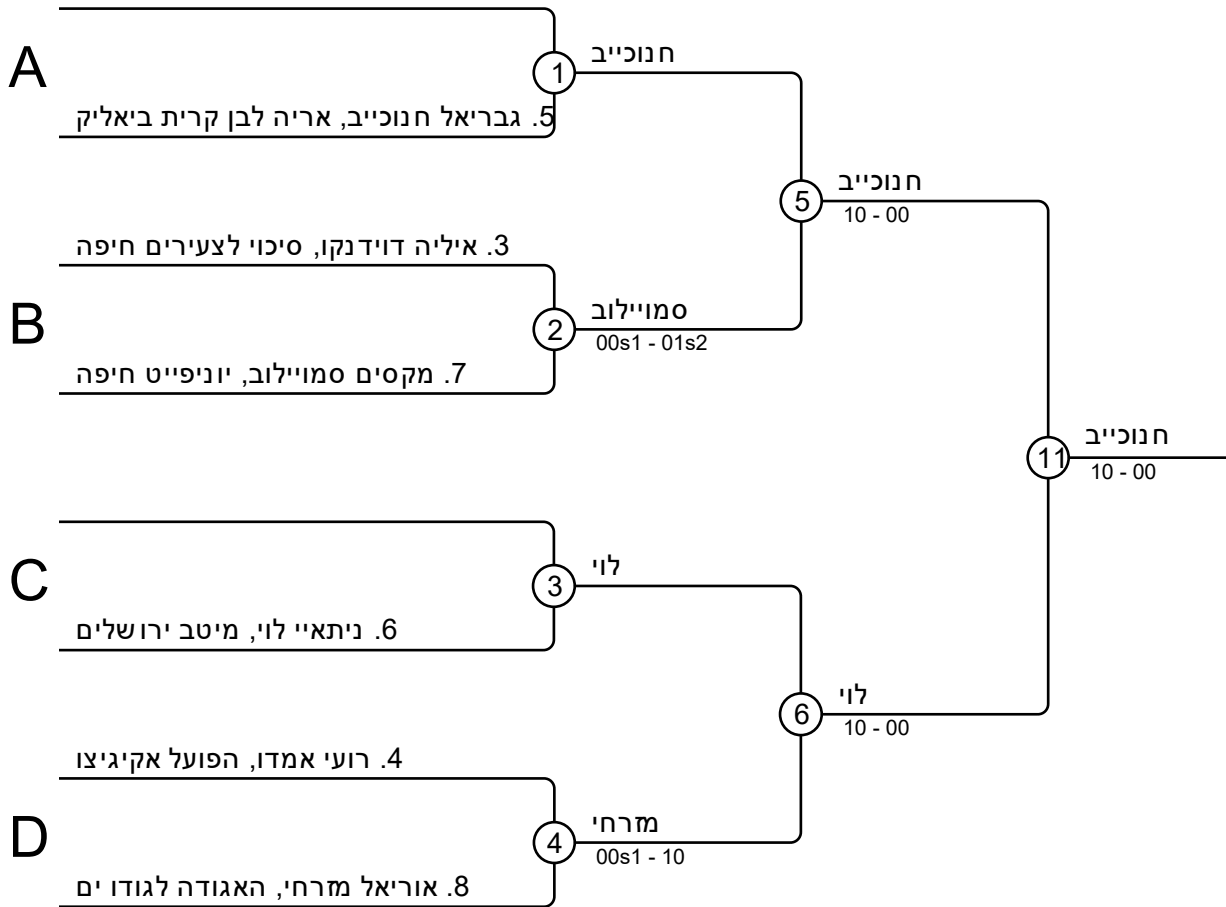 A
1
חנוכייב
5. גבריאל חנוכייב, אריה לבן קרית ביאליק
5
חנוכייב
10 - 00
3. איליה דוידנקו, סיכוי לצעירים חיפה
B
2
סמויילוב
00s1 - 01s2
7. מקסים סמויילוב, יוניפייט חיפה
11
חנוכייב
10 - 00
C
3
לוי
6. ניתאיי לוי, מיטב ירושלים
6
לוי
10 - 00
4. רועי אמדו, הפועל אקיגיצו
D
4
מזרחי
00s1 - 10
8. אוריאל מזרחי, האגודה לגודו ים